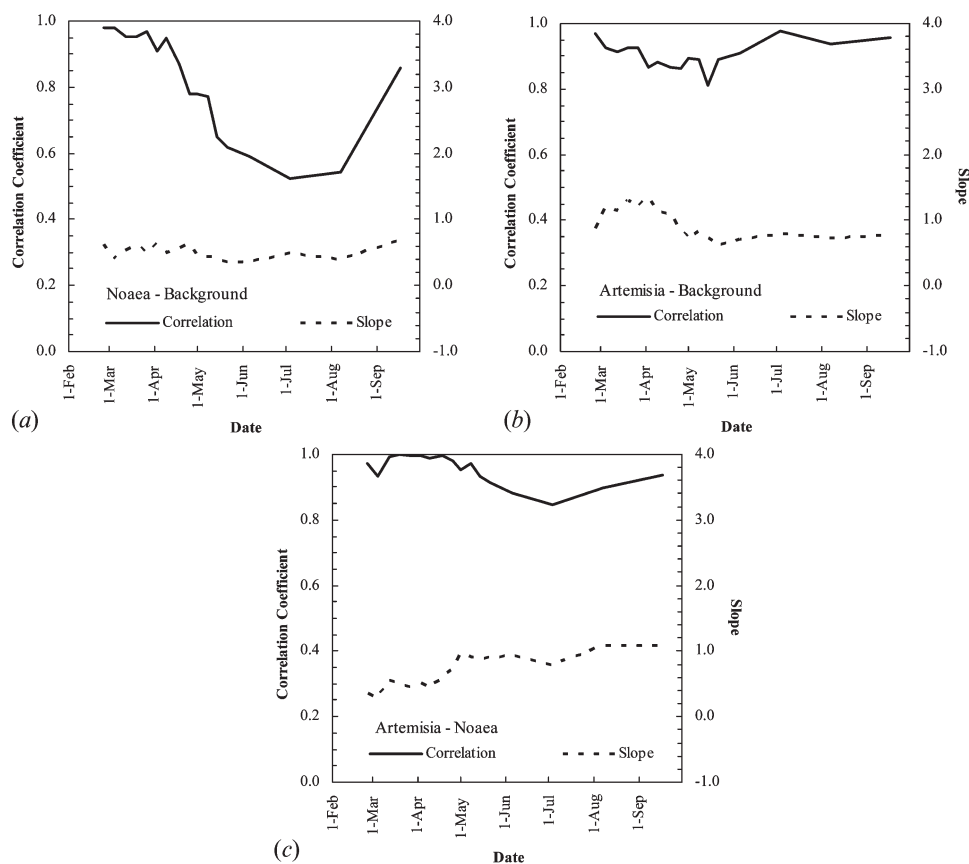 1.0
0.8
0.6
0.4
0.2
0.0
Correlation Coefficient
4.0
3.0
2.0
1.0
0.0
-1.0
Noaea - Background
Correlation
Slope
1-Feb
1-Mar
1-Apr
1-May
1-Jun
1-Jul
1-Aug
1-Sep
Date
(a)
1.0
0.8
0.6
0.4
0.2
0.0
Correlation Coefficient
4.0
3.0
2.0
1.0
0.0
-1.0
Slope
Artemisia - Background
Correlation
Slope
1-Feb
1-Mar
1-Apr
1-May
1-Jun
1-Jul
1-Aug
1-Sep
Date
(b)
1.0
0.8
0.6
0.4
0.2
0.0
Correlation Coefficient
4.0
3.0
2.0
1.0
0.0
-1.0
Slope
Artemisia - Noaea
Correlation
Slope
1-Feb
1-Mar
1-Apr
1-May
1-Jun
1-Jul
1-Aug
1-Sep
Date
(c)